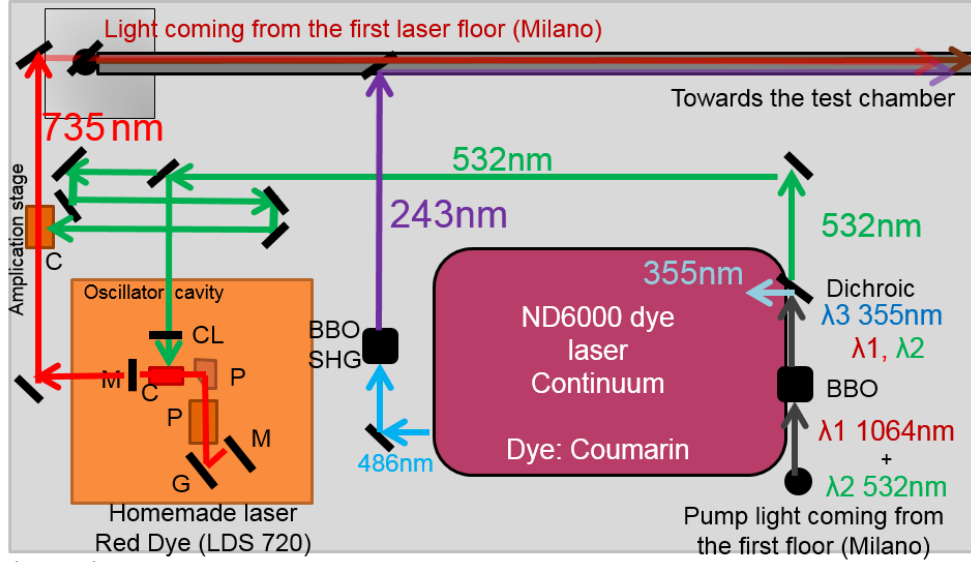 Light coming from the first laser floor (Milano)
Towards the test chamber
735 nm
532nm
243nm
532nm
Amplication stage
C
355nm
Dichroic
λ3 355nm
λ1, λ2
Oscillator cavity
CL
BBO
SHG
ND6000 dye
laser
Continuum
Dye: Coumarin
M
C
P
P
BBO
M
G
486nm
λ1 1064nm
+
λ2 532nm
Homemade laser
Red Dye (LDS 720)
Pump light coming from
the first floor (Milano)